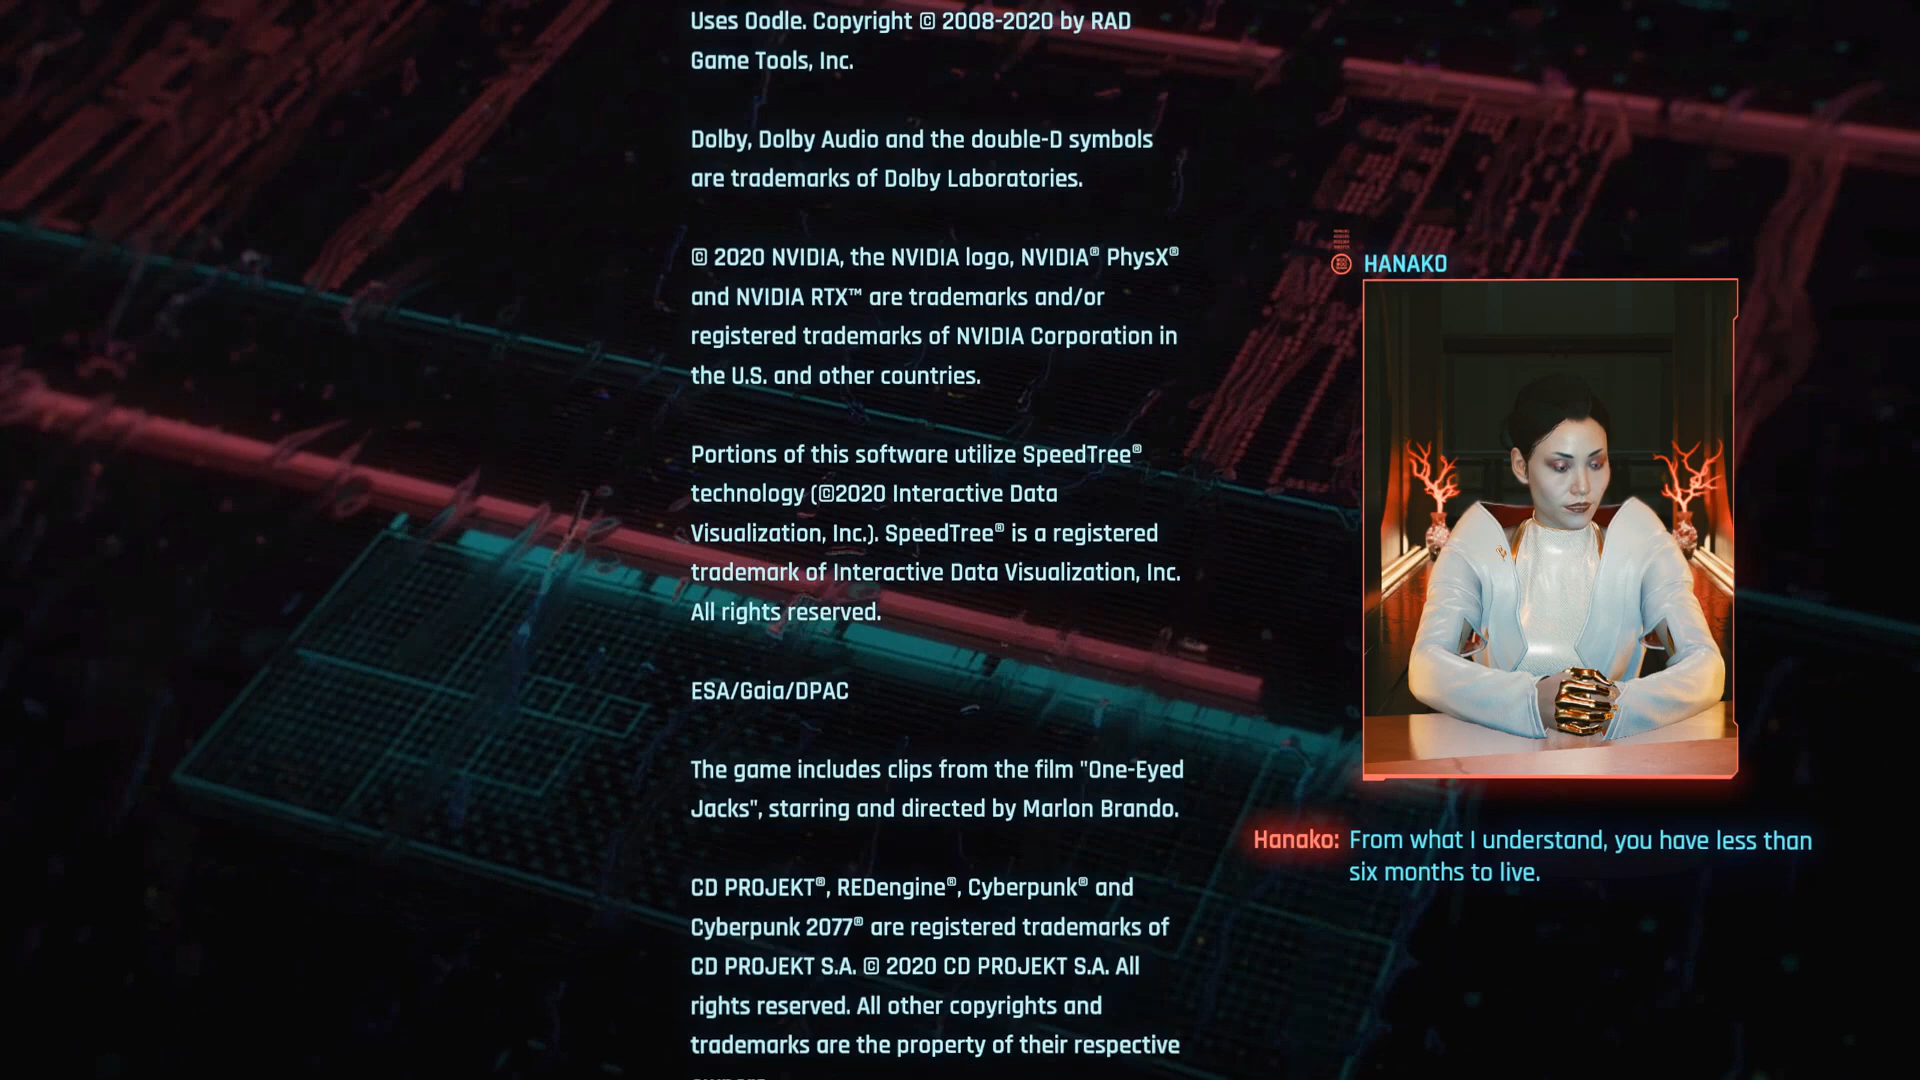 Uses Oodle. Copyright © 2008-2020 by RAD
Game Tools, Inc.
Dolby, Dolby Audio and the double-D symbols
are trademarks of Dolby Laboratories.
© 2020 NVIDIA, the NVIDIA logo, NVIDIA® PhysX®
and NVIDIA RTX™ are trademarks and/or
registered trademarks of NVIDIA Corporation in
the U.S. and other countries.
Portions of this software utilize SpeedTree®
technology (©2020 Interactive Data
Visualization, Inc.). SpeedTree® is a registered
trademark of Interactive Data Visualization, Inc.
All rights reserved.
ESA/Gaia/DPAC
The game includes clips from the film "One-Eyed
Jacks", starring and directed by Marlon Brando.
CD PROJEKT®, REDengine®, Cyberpunk® and
Cyberpunk 2077® are registered trademarks of
CD PROJEKT S.A. © 2020 CD PROJEKT S.A. All
rights reserved. All other copyrights and
trademarks are the property of their respective
HANAKO
Hanako: From what I understand, you have less than
six months to live.